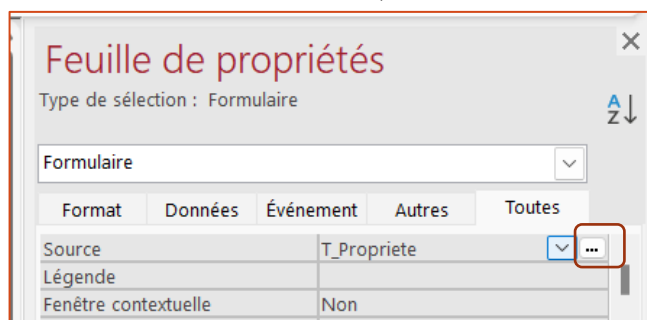 Feuille de propriétés
Type de sélection : Formulaire
A
Z
Formulaire
Format Données Événement Autres Toutes
Source T_Propriete ...
Légende
Fenêtre contextuelle Non